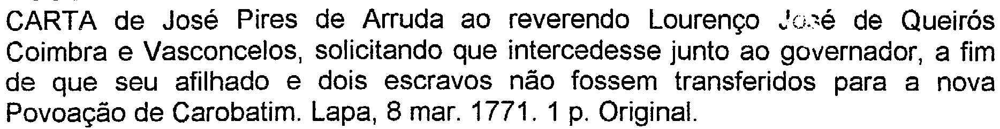 CARTA de José Pires de Arruda ao reverendo Lourenço José de Queirós
Coimbra e Vasconcelos, solicitando que intercedesse junto ao governador, a fim
de que seu afilhado e dois escravos não fossem transferidos para a nova
Povoação de Carobatim. Lapa, 8 mar. 1771. 1 p. Original.